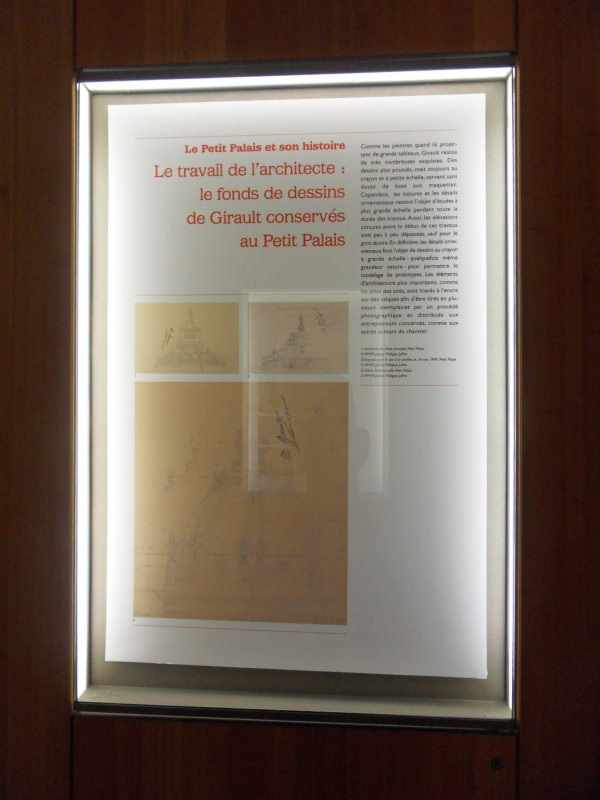 Le Petit Palais et son histoire
Le travail de l'architecte :
le fonds de dessins
de Girault conservés
au Petit Palais
Comme les peintres quand ils projet-
tent de grands tableaux, Girault réalise
de très nombreuses esquisses. Des
dessins plus poussés, mais toujours au
crayon et à petite échelle, servent sans
doute de base aux maquettes.
Cependant, les toitures et les détails
ornementaux restent l'objet d'études à
plus grande échelle pendant toute la
durée des travaux. Aussi, les élévations
conçues avant le début de ces travaux
sont peu à peu dépassées, sauf pour le
gros œuvre. En définitive, les détails orne-
mentaux font l'objet de dessins au crayon
à grande échelle - quelquefois même
grandeur nature - pour permettre le
modelage de prototypes. Les éléments
d'architecture plus importants, comme
les des toits, sont tracés à l'encre
sur des calques afin d'être tirés en plu-
sieurs exemplaires par un procédé
photographique et distribués aux
entrepreneurs concernés, comme aux
autres acteurs du chantier.